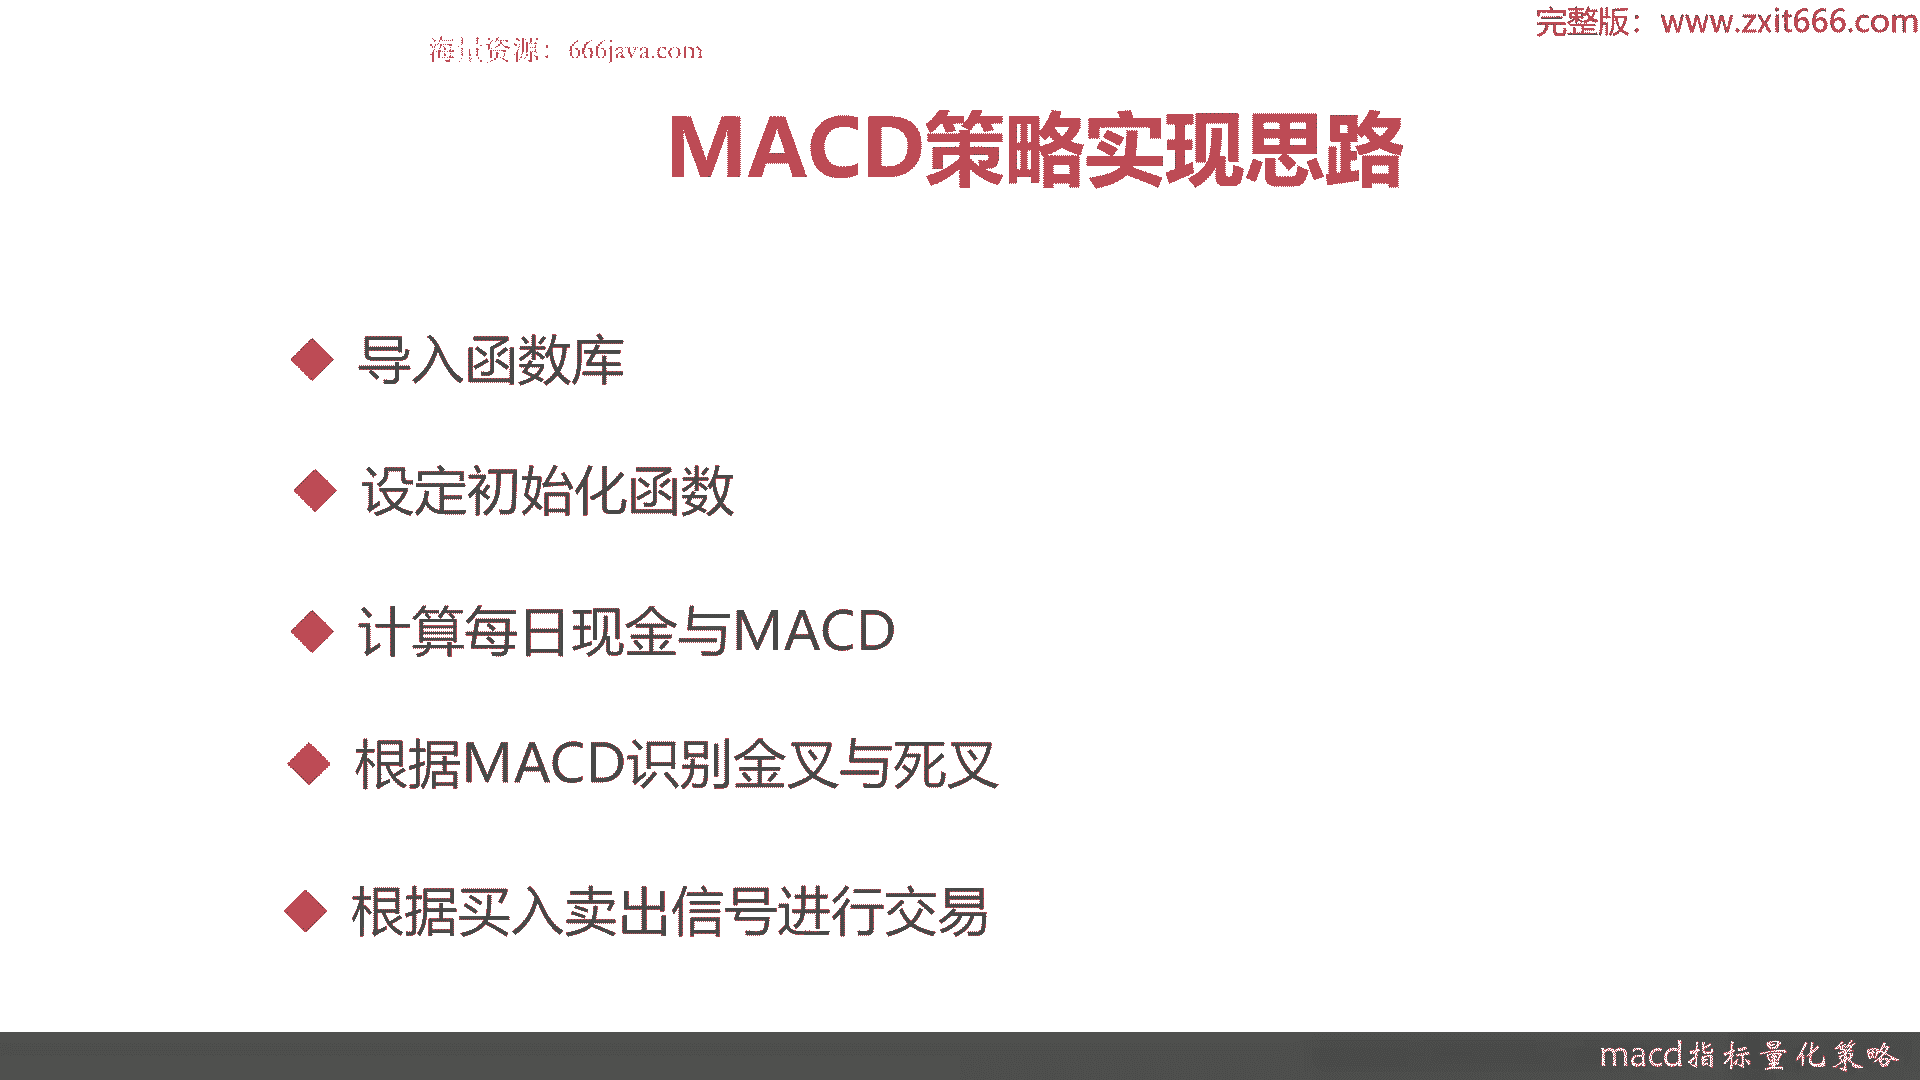 完整版：www.zxit666.com
海量资源：666java.com
MACD策略实现思路
导入函数库
设定初始化函数
计算每日现金与MACD
根据MACD识别金叉与死叉
根据买入卖出信号进行交易
macd指标量化策略